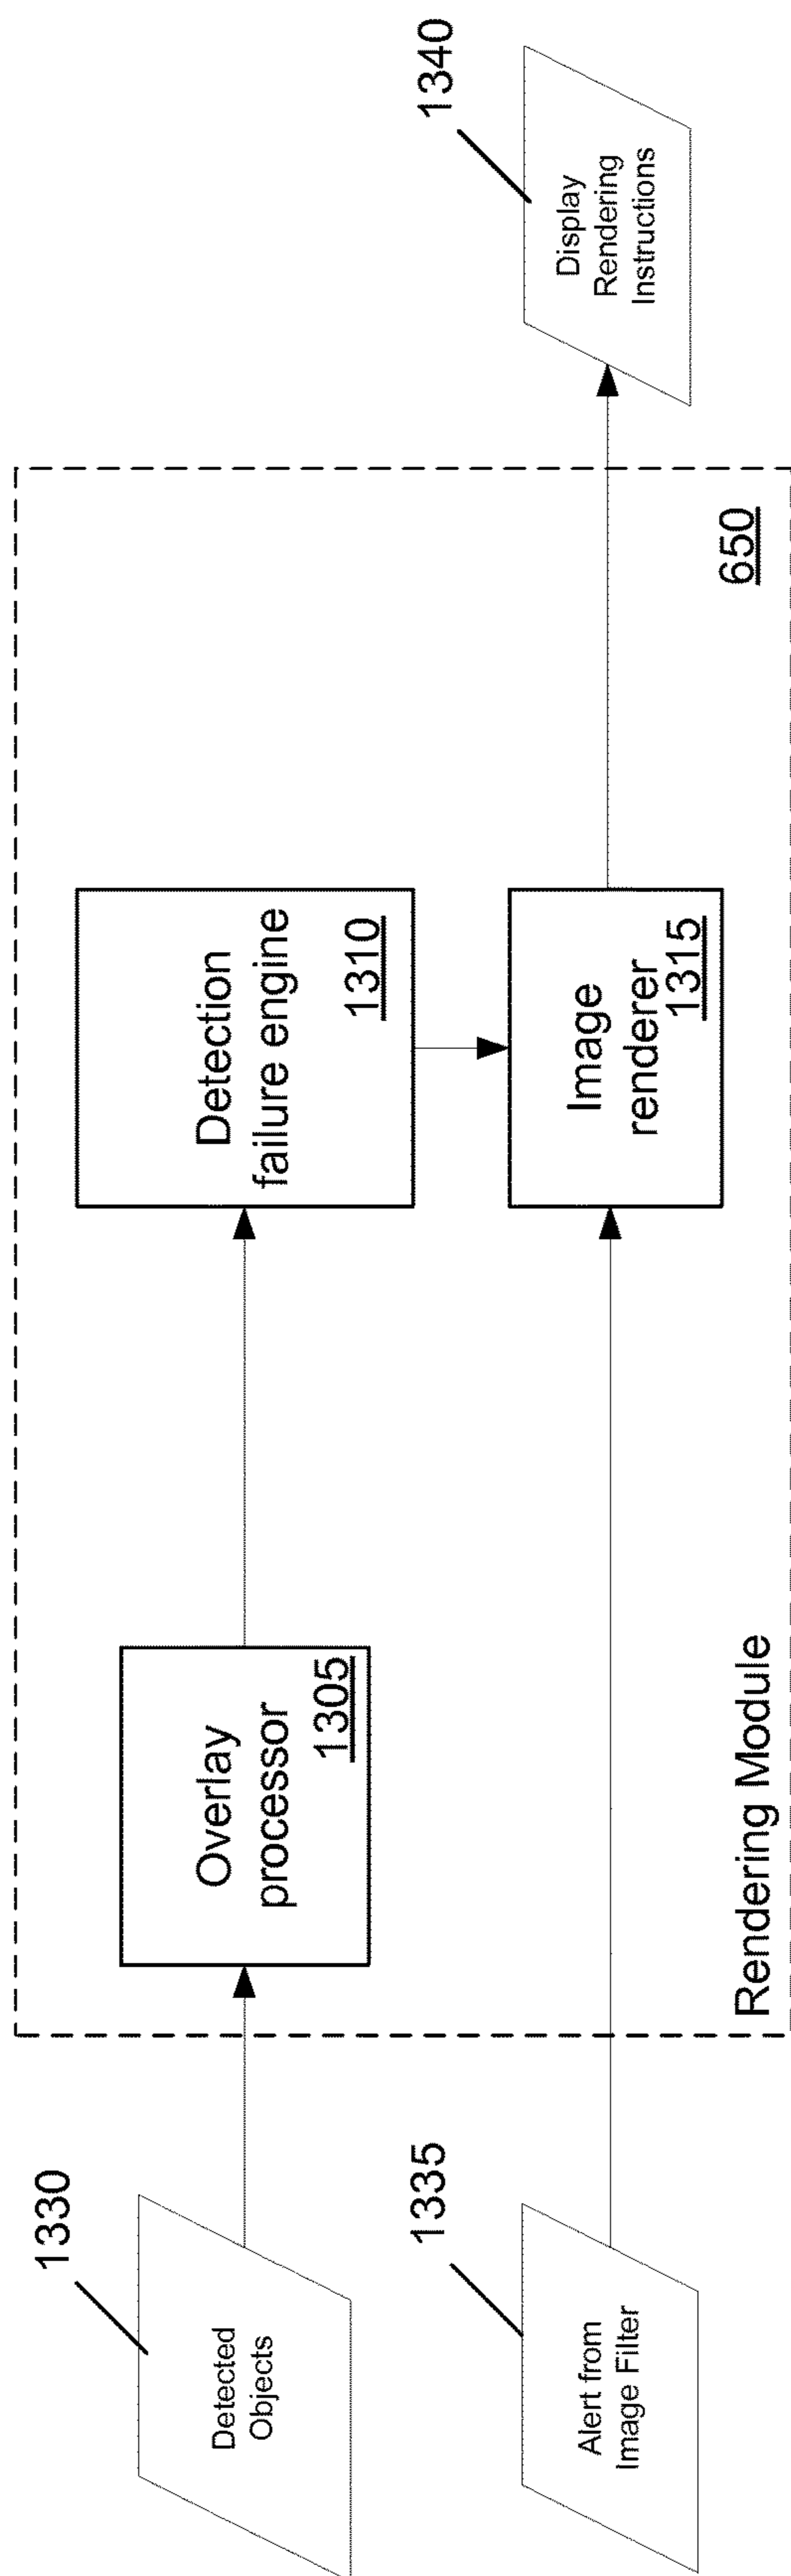 1330
Detected
Objects
Overlay
processor
1305
Detection
failure engine
1310
1335
Alert from
Image Filter
Image
renderer
1315
1340
Display
Rendering
Instructions
Rendering Module
650